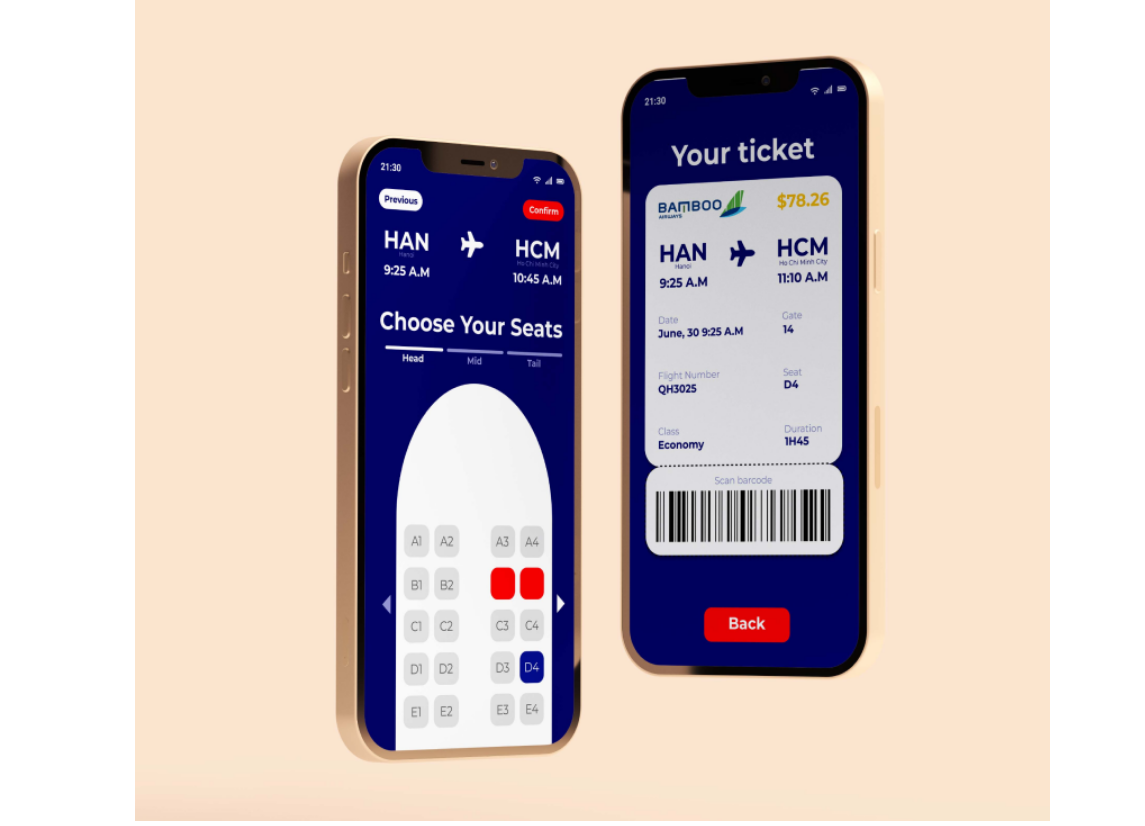 21:30
Previous
Confirm
HAN
HCM
Hanoi
Ho Chi Minh City
9:25 A.M
10:45 A.M
Choose Your Seats
Head
Mid
Tail
A1 A2 A3 A4
B1 B2
C1 C2 C3 C4
D1 D2 D3 D4
E1 E2 E3 E4
21:30
Your ticket
BAMBOO
AIRWAYS
$78.26
HAN
HCM
Hanoi
Ho Chi Minh City
9:25 A.M
11:10 A.M
Date
Gate
June, 30 9:25 A.M
14
Flight Number
Seat
QH3025
D4
Class
Duration
Economy
1H45
Scan barcode
Back